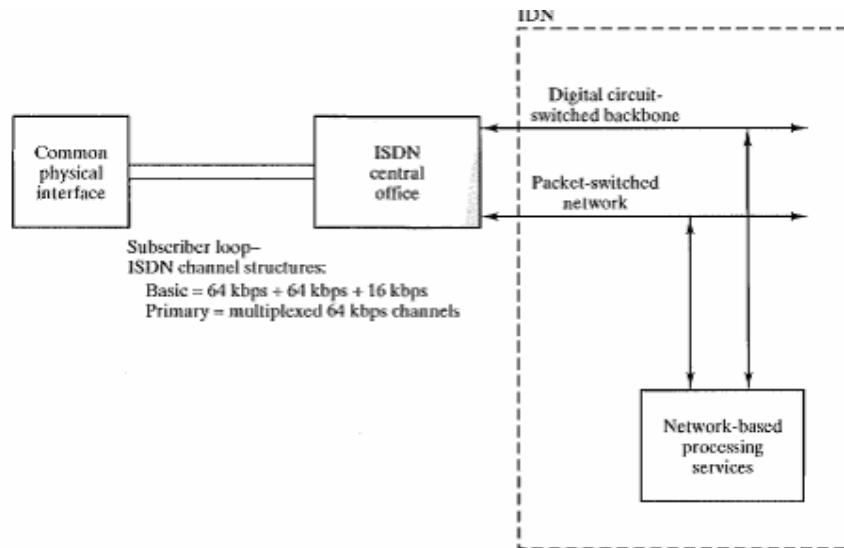 IDN
Digital circuit-
switched backbone
Common
physical
interface
ISDN
central
office
Packet-switched
network
Subscriber loop–
ISDN channel structures:
Basic = 64 kbps + 64 kbps + 16 kbps
Primary = multiplexed 64 kbps channels
Network-based
processing
services